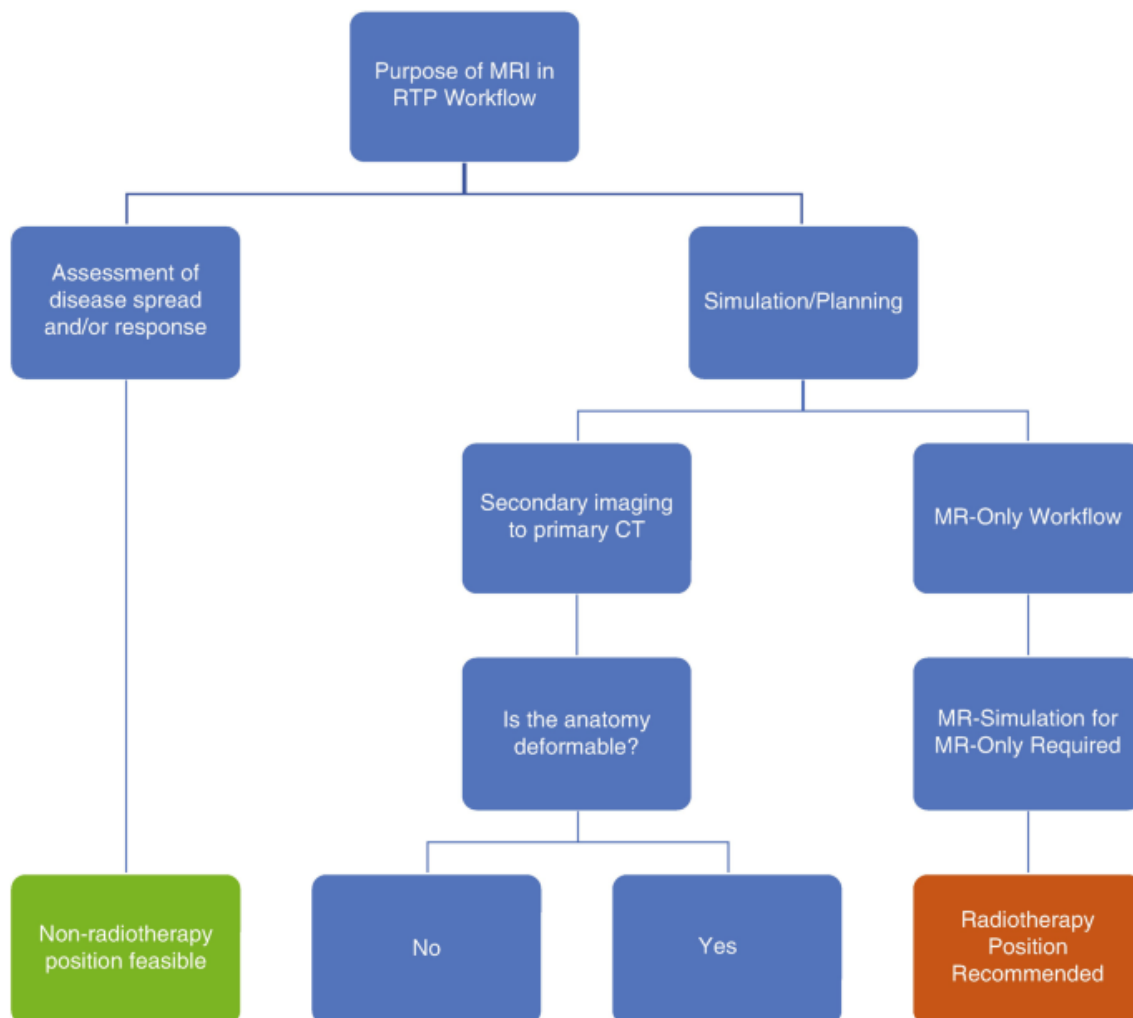 Purpose of MRI in
RTP Workflow
Assessment of
disease spread
and/or response
Simulation/Planning
Secondary imaging
to primary CT
MR-Only Workflow
Is the anatomy
deformable?
MR-Simulation for
MR-Only Required
Non-radiotherapy
position feasible
No
Yes
Radiotherapy
Position
Recommended